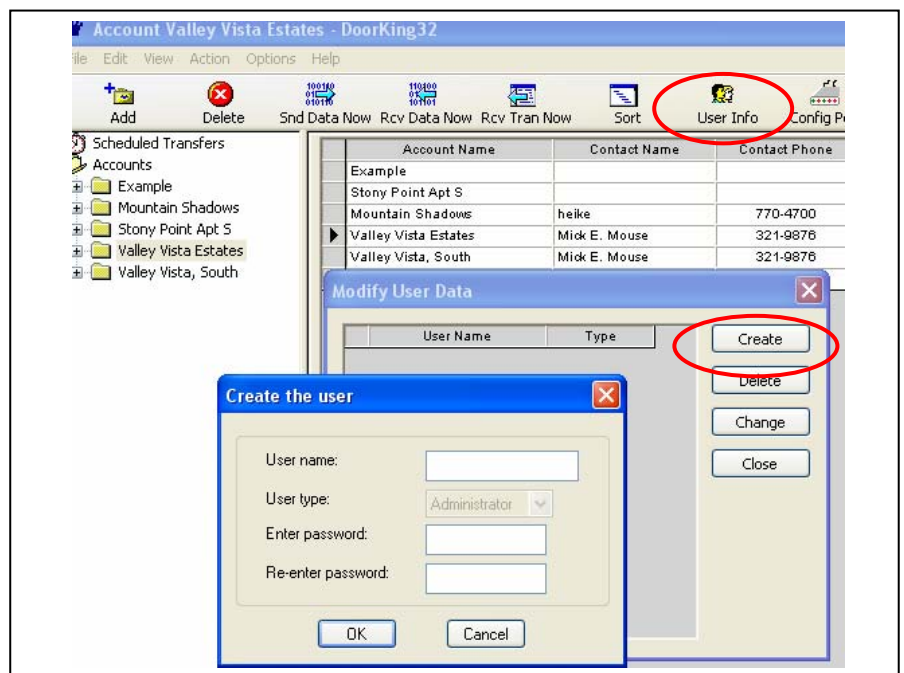 Account Valley Vista Estates - DoorKing32
File Edit View Action Options Help
Add Delete Snd Data Now Rcv Data Now Rcv Tran Now Sort User Info Config
Scheduled Transfers
Accounts
Example
Mountain Shadows
Stony Point Apt S
Valley Vista Estates
Valley Vista, South
Account Name Contact Name Contact Phone
Example
Stony Point Apt S
Mountain Shadows heike 770-4700
Valley Vista Estates Mick E. Mouse 321-9876
Valley Vista, South Mick E. Mouse 321-9876
Modify User Data
User Name Type
Create
Delete
Change
Close
Create the user
User name:
User type: Administrator
Enter password:
Re-enter password:
OK Cancel